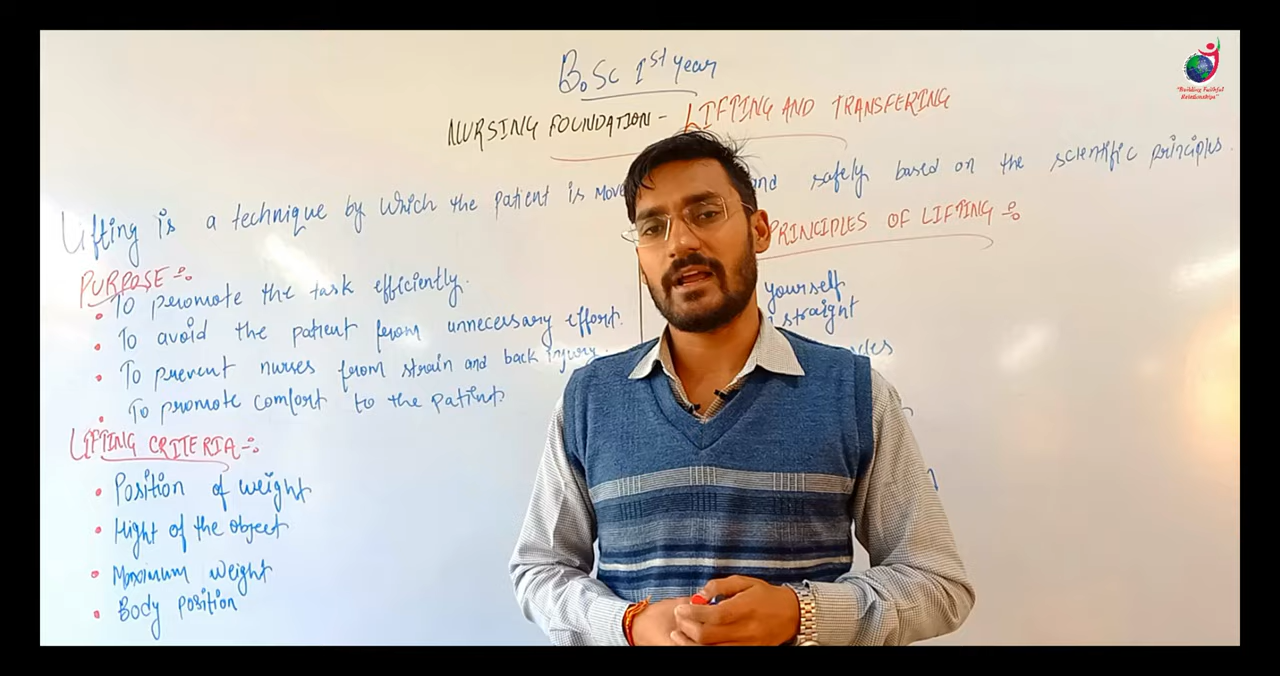 B.Sc 1st year
NURSING FOUNDATION - LIFTING AND TRANSFERING
Lifting is a technique by which the patient is and safely based on the scientific principles.
PURPOSE -:
• To peromote the task efficiently.
• To avoid the patient from unnecessary effort.
• To prevent nurses from strain and back injury.
• To promote comfort to the patient
LIFTING CRITERIA -:
• Position of weight
• Hight of the object
• Maximum weight
• Body position
PRINCIPLES OF LIFTING -:
yourself
straight
"Building Faithful
Relationships"